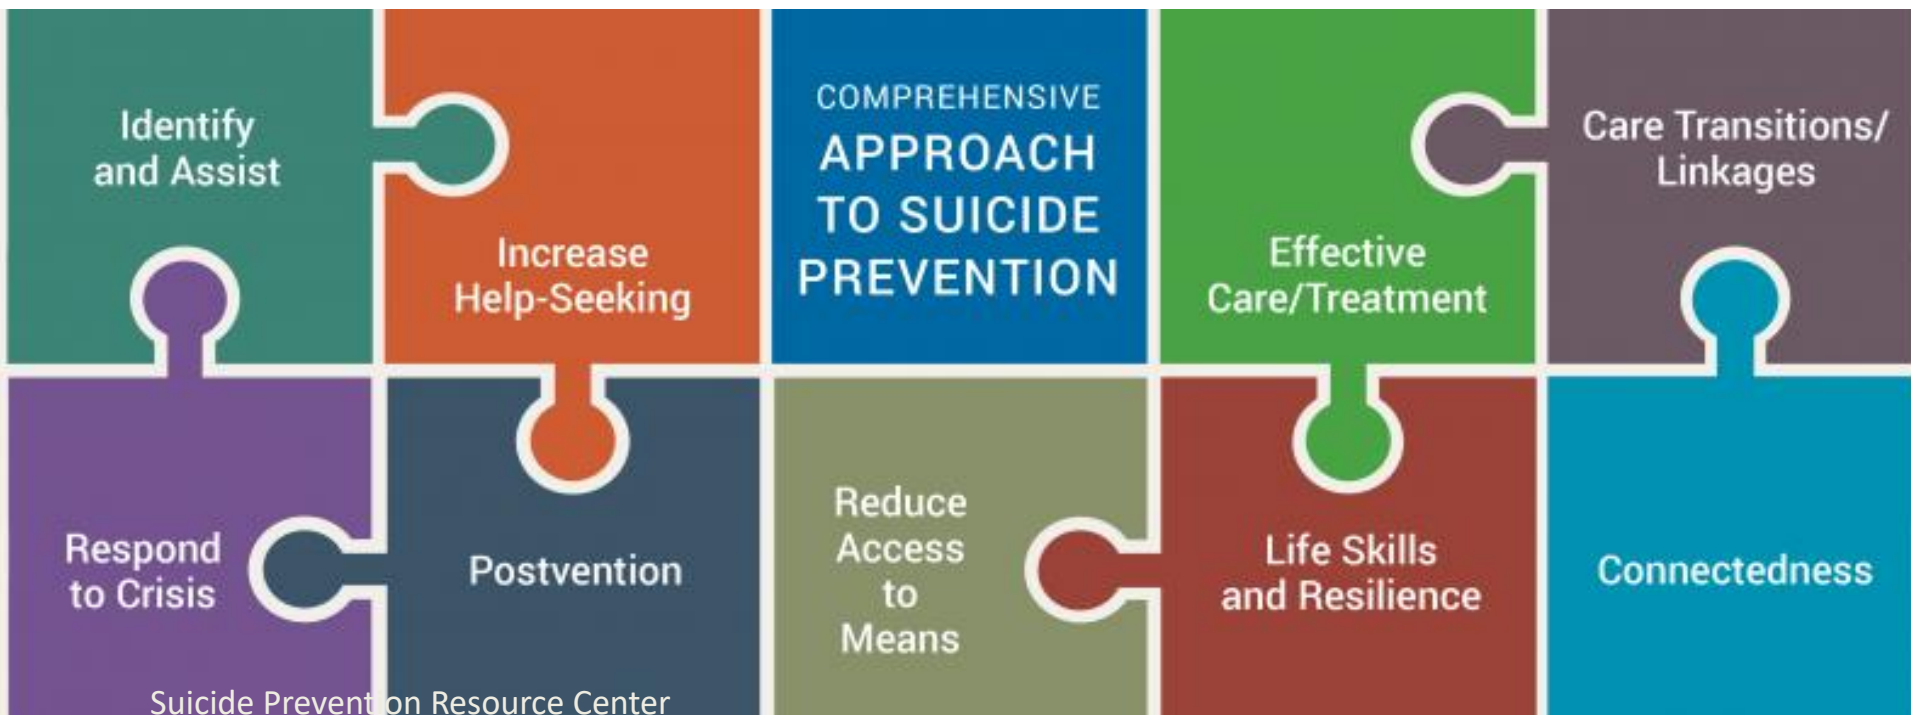 Identify
and Assist
Increase
Help-Seeking
COMPREHENSIVE
APPROACH
TO SUICIDE
PREVENTION
Effective
Care/Treatment
Care Transitions/
Linkages
Respond
to Crisis
Postvention
Reduce
Access
to
Means
Life Skills
and Resilience
Connectedness
Suicide Prevention Resource Center